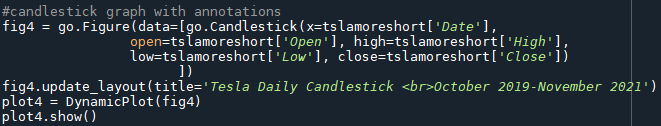 #candlestick graph with annotations
fig4 = go.Figure(data=[go.Candlestick(x=tslamoreshort['Date'],
open=tslamoreshort['Open'], high=tslamoreshort['High'],
low=tslamoreshort['Low'], close=tslamoreshort['Close'])
])
fig4.update_layout(title='Tesla Daily Candlestick <br>October 2019-November 2021')
plot4 = DynamicPlot(fig4)
plot4.show()